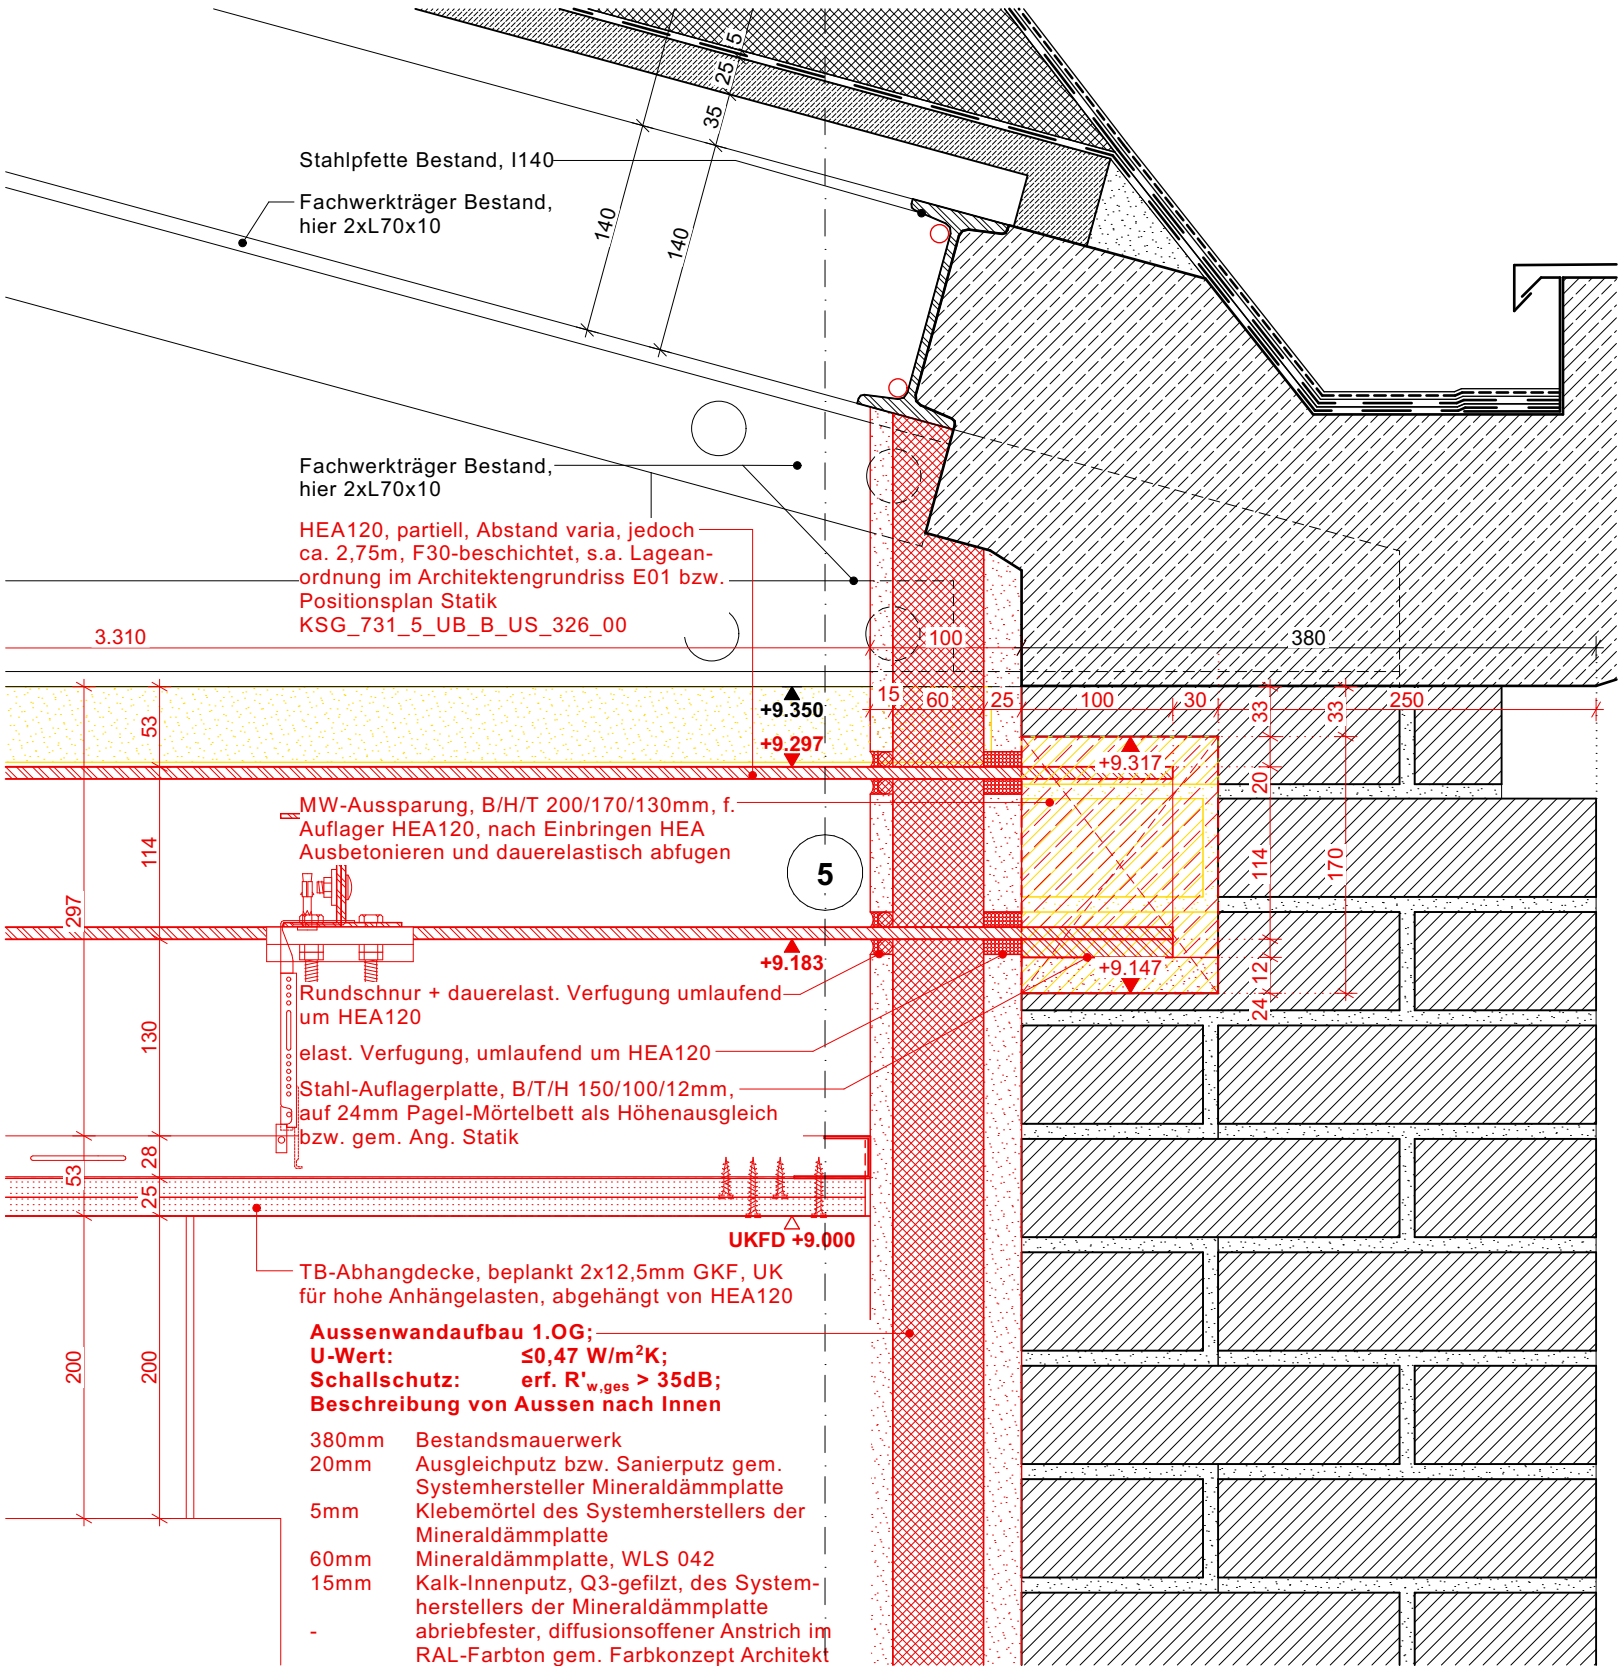 5
25
35
140
140
Stahlpfette Bestand, I140
Fachwerkträger Bestand,
hier 2xL70x10
Fachwerkträger Bestand,
hier 2xL70x10
HEA120, partiell, Abstand varia, jedoch
ca. 2,75m, F30-beschichtet, s.a. Lagean-
ordnung im Architektengrundriss E01 bzw.
Positionsplan Statik
KSG_731_5_UB_B_US_326_00
3.310
100
380
15
60
25
100
30
250
33
33
53
+9.350
+9.297
+9.317
20
MW-Aussparung, B/H/T 200/170/130mm, f.
Auflager HEA120, nach Einbringen HEA
Ausbetonieren und dauerelastisch abfugen
114
5
114
170
297
+9.183
+9.147
12
24
Rundschnur + dauerelast. Verfugung umlaufend
um HEA120
130
elast. Verfugung, umlaufend um HEA120
Stahl-Auflagerplatte, B/T/H 150/100/12mm,
auf 24mm Pagel-Mörtelbett als Höhenausgleich
bzw. gem. Ang. Statik
53
28
25
UKFD +9.000
TB-Abhangdecke, beplankt 2x12,5mm GKF, UK
für hohe Anhängelasten, abgehängt von HEA120
200
200
Aussenwandaufbau 1.OG;
U-Wert: ≤0,47 W/m²K;
Schallschutz: erf. R'w,ges > 35dB;
Beschreibung von Aussen nach Innen
380mm Bestandsmauerwerk
20mm Ausgleichputz bzw. Sanierputz gem.
Systemhersteller Mineraldämmplatte
5mm Klebemörtel des Systemherstellers der
Mineraldämmplatte
60mm Mineraldämmplatte, WLS 042
15mm Kalk-Innenputz, Q3-gefilzt, des System-
herstellers der Mineraldämmplatte
- abriebfester, diffusionsoffener Anstrich im
RAL-Farbton gem. Farbkonzept Architekt